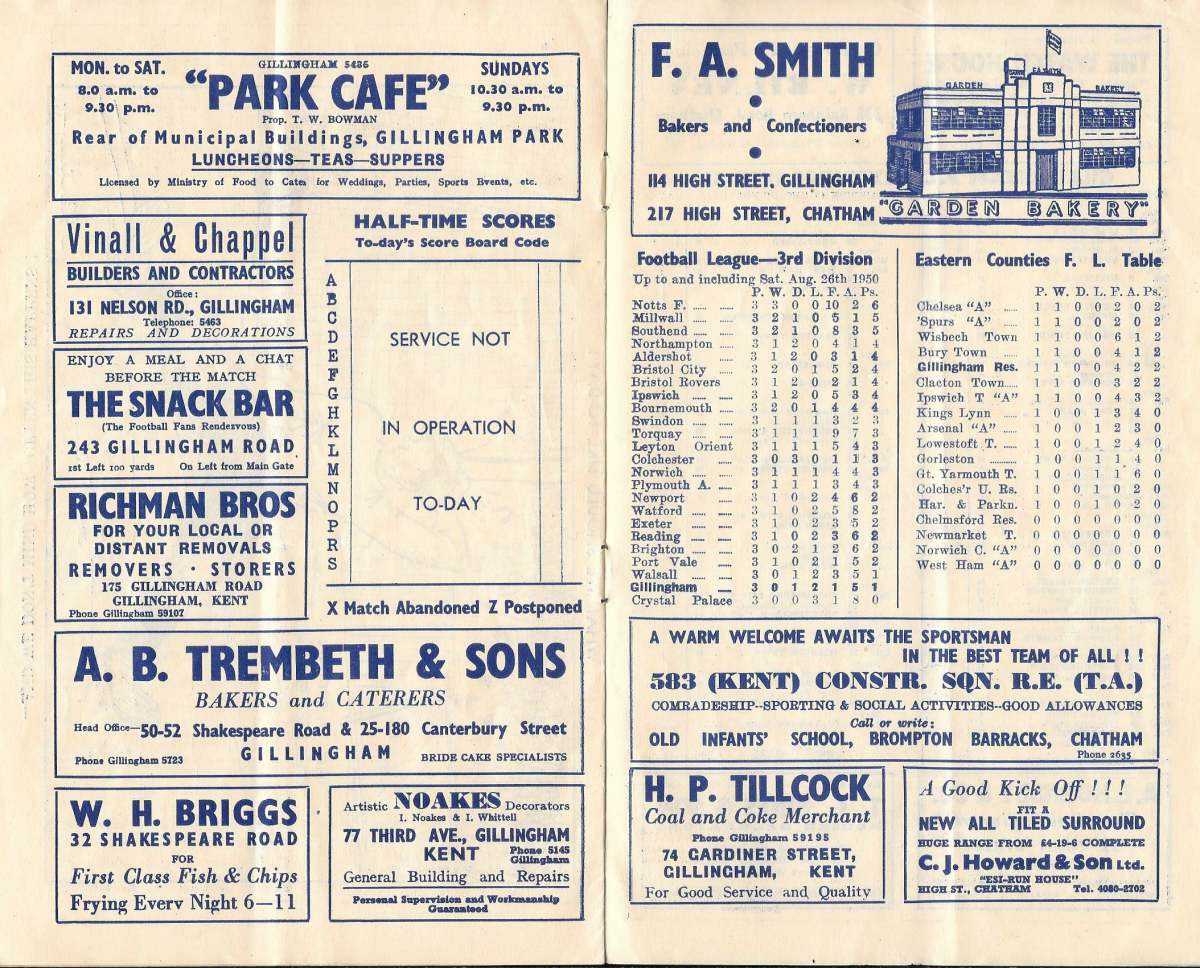 MON. to SAT.
8.0 a.m. to
9.30 p.m.
GILLINGHAM 5436
"PARK CAFE"
Prop. T. W. BOWMAN
SUNDAYS
10.30 a.m. to
9.30 p.m.
Rear of Municipal Buildings, GILLINGHAM PARK
LUNCHEONS—TEAS—SUPPERS
Licensed by Ministry of Food to Cater for Weddings, Parties, Sports Events, etc.
Vinall & Chappel
BUILDERS AND CONTRACTORS
Office:
131 NELSON RD., GILLINGHAM
Telephone: 5463
REPAIRS AND DECORATIONS
ENJOY A MEAL AND A CHAT
BEFORE THE MATCH
THE SNACK BAR
(The Football Fans Rendezvous)
243 GILLINGHAM ROAD
1st Left 100 yards On Left from Main Gate
RICHMAN BROS
FOR YOUR LOCAL OR
DISTANT REMOVALS
REMOVERS · STORERS
175 GILLINGHAM ROAD
GILLINGHAM, KENT
Phone Gillingham 59107
HALF-TIME SCORES
To-day's Score Board Code
A
B
C
D
E
F
G
H
K
L
M
N
O
P
R
S
SERVICE NOT
IN OPERATION
TO-DAY
X Match Abandoned Z Postponed
A. B. TREMBETH & SONS
BAKERS and CATERERS
Head Office—50-52 Shakespeare Road & 25-180 Canterbury Street
Phone Gillingham 5723 GILLINGHAM BRIDE CAKE SPECIALISTS
W. H. BRIGGS
32 SHAKESPEARE ROAD
FOR
First Class Fish & Chips
Frying Every Night 6—11
Artistic NOAKES Decorators
I. Noakes & I. Whittell
77 THIRD AVE., GILLINGHAM
KENT Phone 5145
Gillingham
General Building and Repairs
Personal Supervision and Workmanship
Guaranteed
F. A. SMITH
Bakers and Confectioners
114 HIGH STREET, GILLINGHAM
217 HIGH STREET, CHATHAM
GARDEN F.A. SMITH BAKERY
"GARDEN BAKERY"
Football League—3rd Division
Up to and including Sat. Aug. 26th 1950
P. W. D. L. F. A. Ps.
Notts F. 3 3 0 0 10 2 6
Millwall 3 2 1 0 5 1 5
Southend 3 2 1 0 8 3 5
Northampton 3 1 2 0 4 1 4
Aldershot 3 1 2 0 3 1 4
Bristol City 3 2 0 1 5 2 4
Bristol Rovers 3 1 2 0 2 1 4
Ipswich 3 1 2 0 5 3 4
Bournemouth 3 2 0 1 4 4 4
Swindon 3 1 1 1 3 2 3
Torquay 3 1 1 1 9 7 3
Leyton Orient 3 1 1 1 5 4 3
Colchester 3 0 3 0 1 1 3
Norwich 3 1 1 1 4 4 3
Plymouth A. 3 1 1 1 3 4 3
Newport 3 1 0 2 4 6 2
Watford 3 1 0 2 5 8 2
Exeter 3 1 0 2 3 5 2
Reading 3 1 0 2 3 6 2
Brighton 3 0 2 1 2 6 2
Port Vale 3 1 0 2 1 5 2
Walsall 3 0 1 2 3 5 1
Gillingham 3 0 1 2 1 5 1
Crystal Palace 3 0 0 3 1 8 0
Eastern Counties F. L. Table
P. W. D. L. F. A. Ps.
Chelsea "A" 1 1 0 0 2 0 2
'Spurs "A" 1 1 0 0 2 0 2
Wisbech Town 1 1 0 0 6 1 2
Bury Town 1 1 0 0 4 1 2
Gillingham Res. 1 1 0 0 4 2 2
Clacton Town 1 1 0 0 3 2 2
Ipswich T "A" 1 1 0 0 4 3 2
Kings Lynn 1 0 0 1 3 4 0
Arsenal "A" 1 0 0 1 2 3 0
Lowestoft T. 1 0 0 1 2 4 0
Gorleston 1 0 0 1 1 4 0
Gt. Yarmouth T. 1 0 0 1 1 6 0
Colches'r U. Rs. 1 0 0 1 0 2 0
Har. & Parkn. 1 0 0 1 0 2 0
Chelmsford Res. 0 0 0 0 0 0 0
Newmarket T. 0 0 0 0 0 0 0
Norwich C. "A" 0 0 0 0 0 0 0
West Ham "A" 0 0 0 0 0 0 0
A WARM WELCOME AWAITS THE SPORTSMAN
IN THE BEST TEAM OF ALL ! !
583 (KENT) CONSTR. SQN. R.E. (T.A.)
COMRADESHIP--SPORTING & SOCIAL ACTIVITIES--GOOD ALLOWANCES
Call or write:
OLD INFANTS' SCHOOL, BROMPTON BARRACKS, CHATHAM
Phone 2635
H. P. TILLCOCK
Coal and Coke Merchant
Phone Gillingham 59195
74 GARDINER STREET,
GILLINGHAM, KENT
For Good Service and Quality
A Good Kick Off ! ! !
FIT A
NEW ALL TILED SURROUND
HUGE RANGE FROM £4-19-6 COMPLETE
C. J. Howard & Son Ltd.
"ESI-RUN HOUSE"
HIGH ST., CHATHAM Tel. 4080-2702